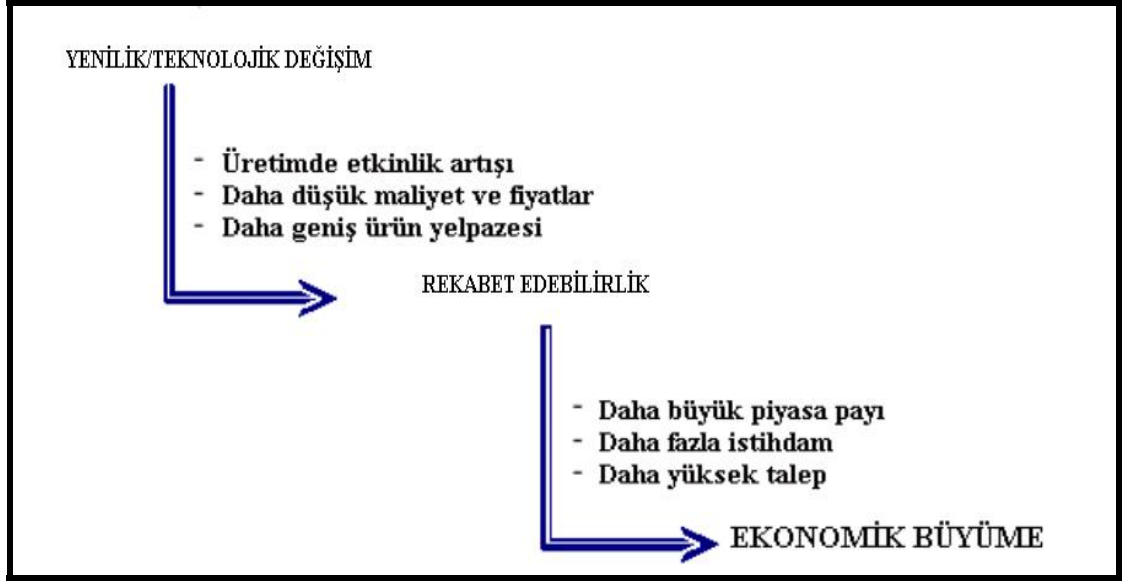 YENİLİK/TEKNOLOJİK DEĞİŞİM
- Üretimde etkinlik artışı
- Daha düşük maliyet ve fiyatlar
- Daha geniş ürün yelpazesi
REKABET EDEBİLİRLİK
- Daha büyük piyasa payı
- Daha fazla istihdam
- Daha yüksek talep
EKONOMİK BÜYÜME